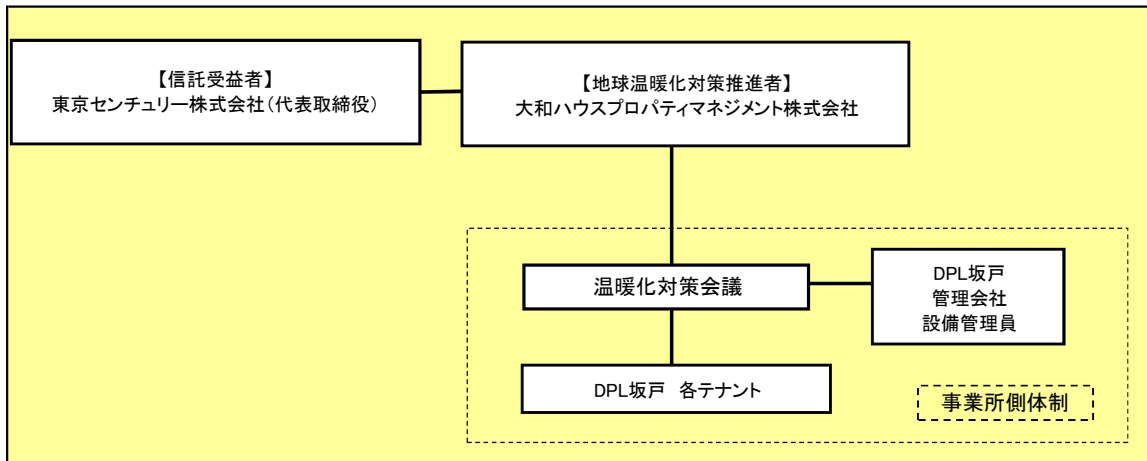 【信託受益者】
東京センチュリー株式会社（代表取締役）
【地球温暖化対策推進者】
大和ハウスプロパティマネジメント株式会社
温暖化対策会議
DPL坂戸
管理会社
設備管理員
DPL坂戸　各テナント
事業所側体制